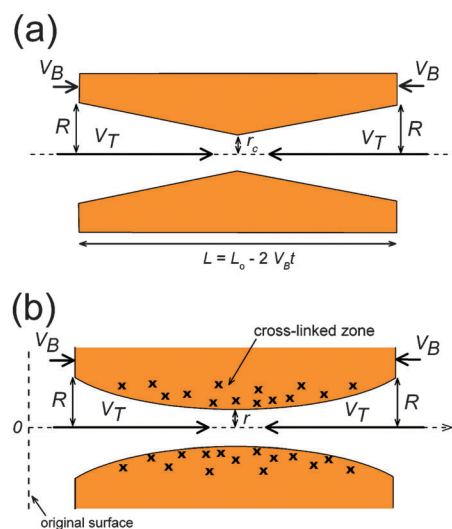 (a)
V_B V_B
R V_T r_c V_T R
L = L_o - 2 V_B t
(b)
V_B cross-linked zone V_B
x x x x x x x x x x x x x x
R V_T r V_T R
0
x x x x x x x x x x x x x
original surface